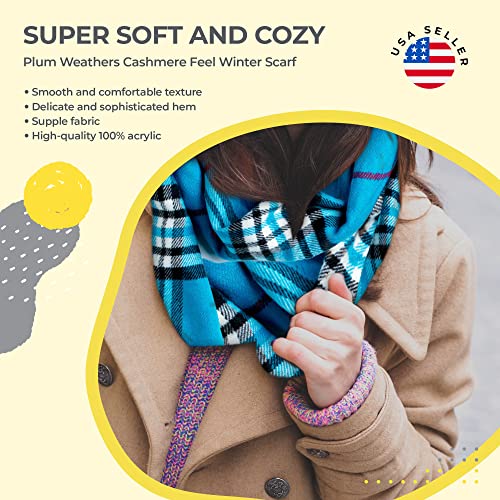 SUPER SOFT AND COZY
Plum Weathers Cashmere Feel Winter Scarf
• Smooth and comfortable texture
• Delicate and sophisticated hem
• Supple fabric
• High-quality 100% acrylic
USA SELLER